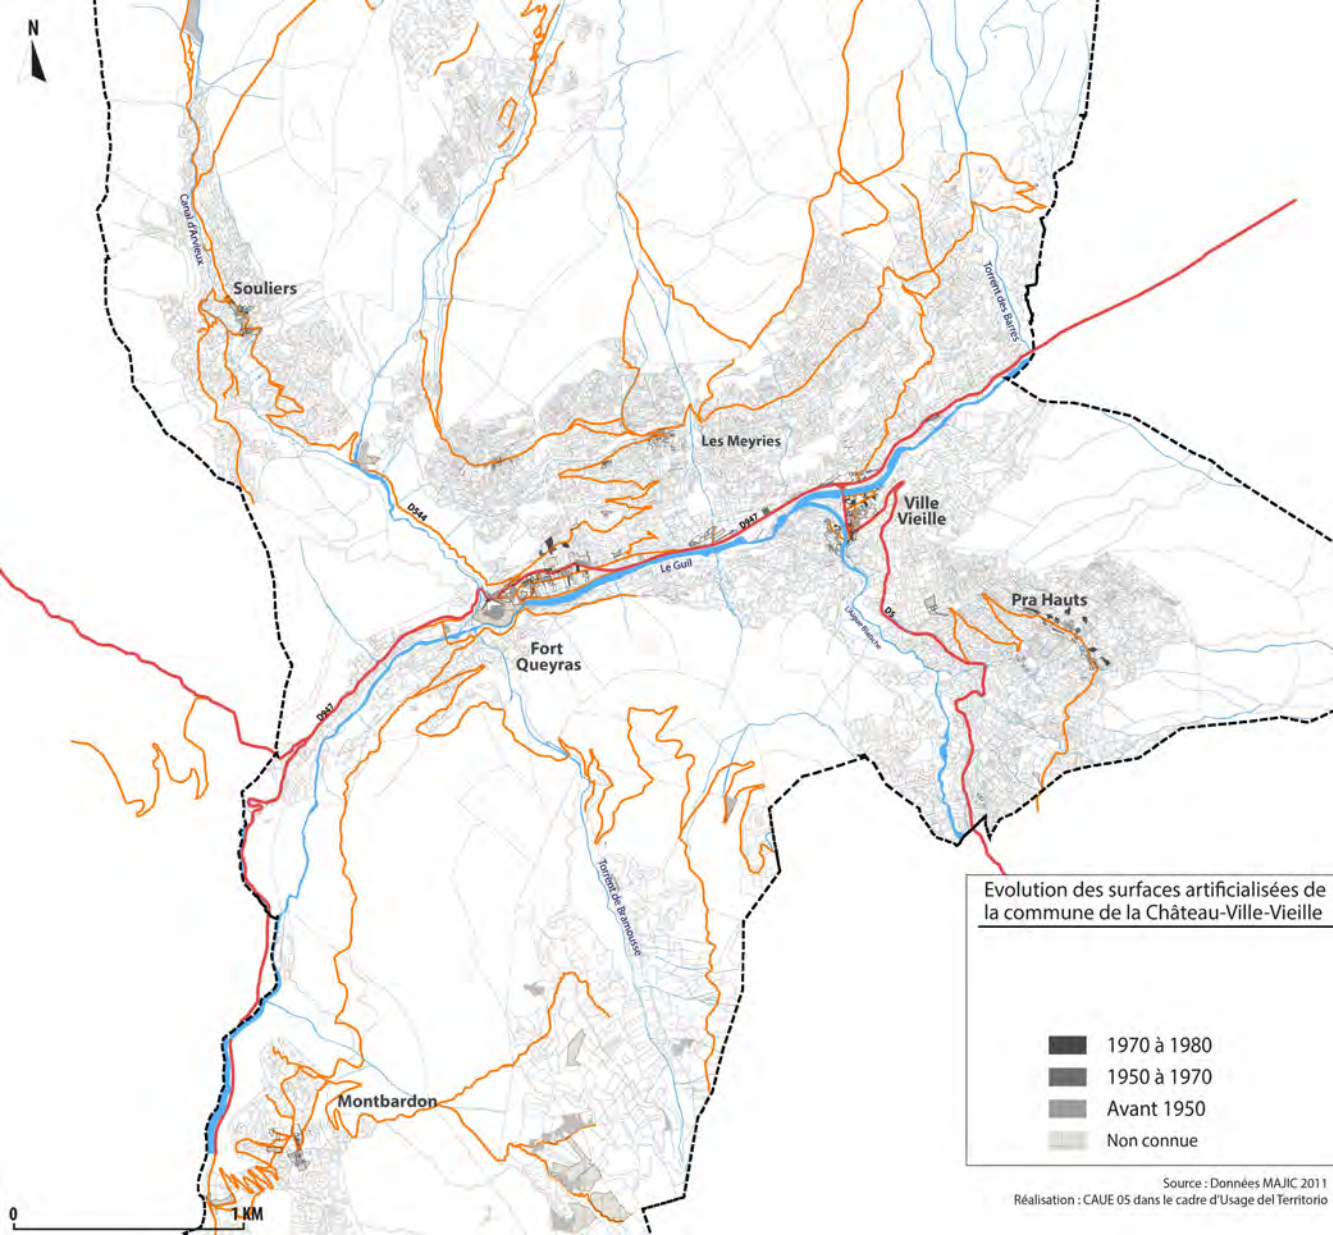 N
Canal d'Arvieux
Souliers
Torrent des Barres
Les Meyries
D544
D947
Ville
Vieille
Le Guil
L'Aigue Blanche
D5
Pra Hauts
Fort
Queyras
D947
Torrent de Bramousse
Montbardon
Evolution des surfaces artificialisées de
la commune de la Château-Ville-Vieille
1970 à 1980
1950 à 1970
Avant 1950
Non connue
Source : Données MAJIC 2011
Réalisation : CAUE 05 dans le cadre d'Usage del Territorio
0 1 KM